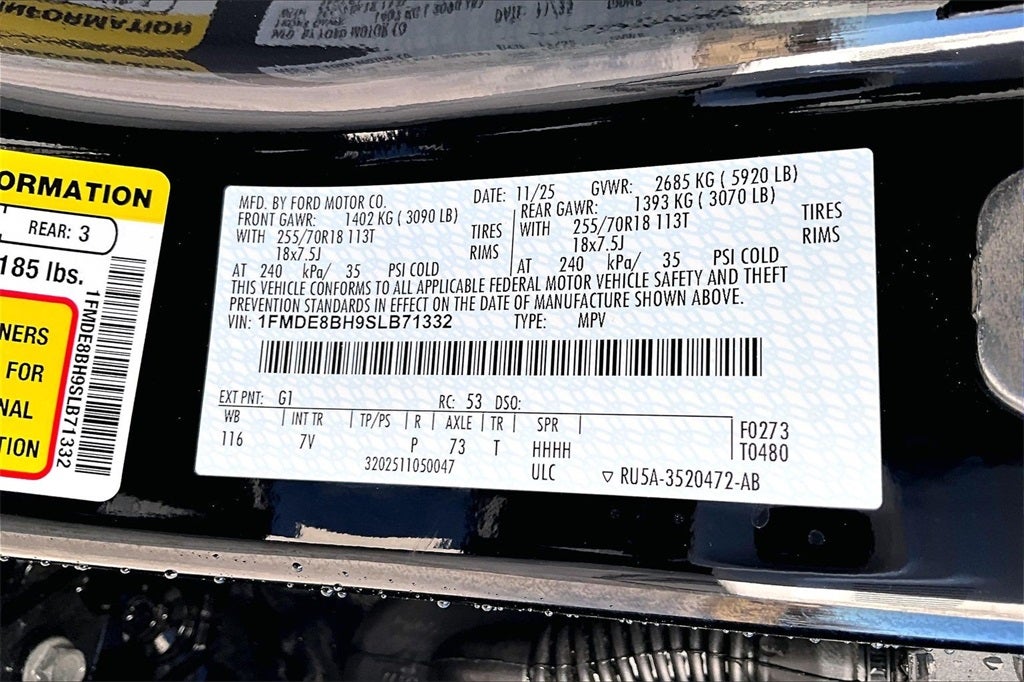 INFORMATION
MFD. BY FORD MOTOR CO.
ORMATION
REAR: 3
185 lbs.
NERS
FOR
NAL
TION
1FMDE8BH9SLB71332
MFD. BY FORD MOTOR CO. DATE: 11/25 GVWR: 2685 KG ( 5920 LB)
FRONT GAWR: 1402 KG ( 3090 LB) REAR GAWR: 1393 KG ( 3070 LB)
WITH 255/70R18 113T TIRES WITH 255/70R18 113T TIRES
18x7.5J RIMS 18x7.5J RIMS
AT 240 kPa/ 35 PSI COLD AT 240 kPa/ 35 PSI COLD
THIS VEHICLE CONFORMS TO ALL APPLICABLE FEDERAL MOTOR VEHICLE SAFETY AND THEFT
PREVENTION STANDARDS IN EFFECT ON THE DATE OF MANUFACTURE SHOWN ABOVE.
VIN: 1FMDE8BH9SLB71332 TYPE: MPV
EXT PNT: G1 RC: 53 DSO:
WB INT TR TP/PS R AXLE TR SPR
116 7V P 73 T HHHH
F0273
T0480
3202511050047 ULC RU5A-3520472-AB